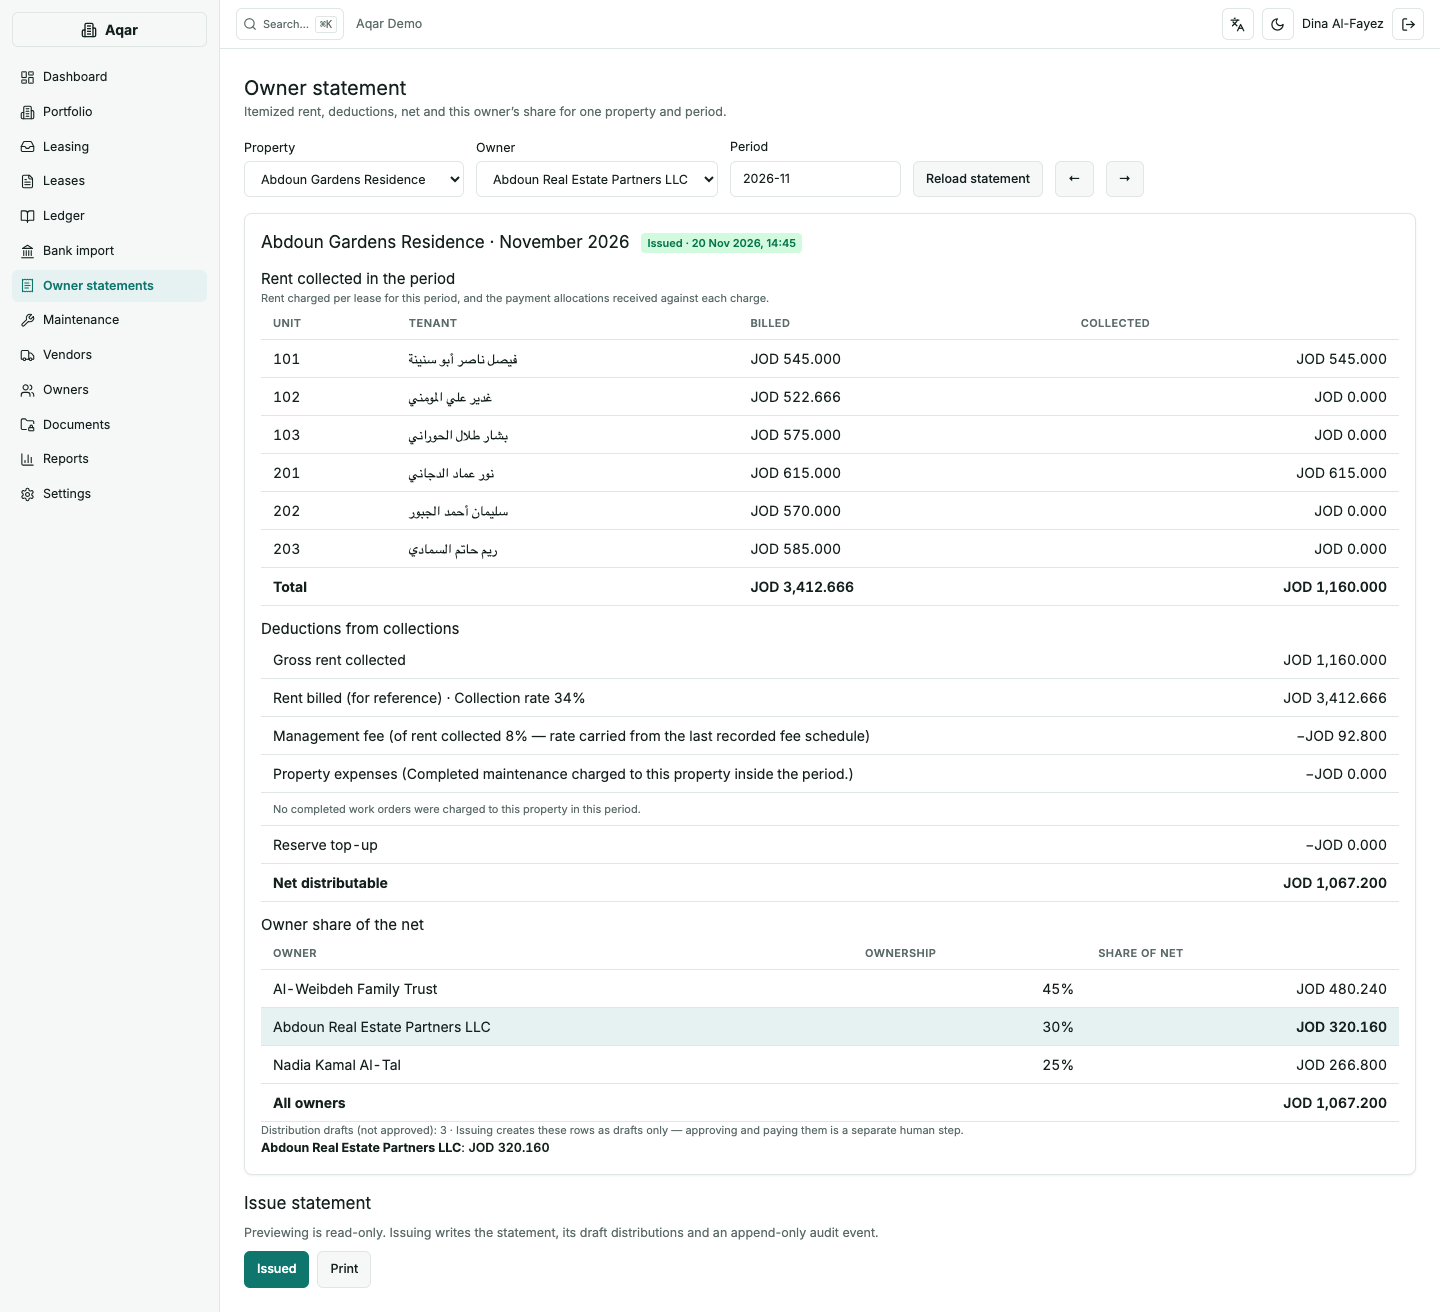 Aqar
Search... ⌘K
Aqar Demo
Dina Al-Fayez
Dashboard
Portfolio
Leasing
Leases
Ledger
Bank import
Owner statements
Maintenance
Vendors
Owners
Documents
Reports
Settings
Owner statement
Itemized rent, deductions, net and this owner's share for one property and period.
Property
Owner
Period
Abdoun Gardens Residence
Abdoun Real Estate Partners LLC
2026-11
Reload statement
←
→
Abdoun Gardens Residence · November 2026
Issued · 20 Nov 2026, 14:45
Rent collected in the period
Rent charged per lease for this period, and the payment allocations received against each charge.
UNIT TENANT BILLED COLLECTED
101 فيصل ناصر أبو سنينة JOD 545.000 JOD 545.000
102 غدير علي المومني JOD 522.666 JOD 0.000
103 بشار طلال الحوراني JOD 575.000 JOD 0.000
201 نور عماد الدجاني JOD 615.000 JOD 615.000
202 سليمان أحمد الجبور JOD 570.000 JOD 0.000
203 ريم حاتم السمادي JOD 585.000 JOD 0.000
Total JOD 3,412.666 JOD 1,160.000
Deductions from collections
Gross rent collected JOD 1,160.000
Rent billed (for reference) · Collection rate 34% JOD 3,412.666
Management fee (of rent collected 8% — rate carried from the last recorded fee schedule) −JOD 92.800
Property expenses (Completed maintenance charged to this property inside the period.) −JOD 0.000
No completed work orders were charged to this property in this period.
Reserve top-up −JOD 0.000
Net distributable JOD 1,067.200
Owner share of the net
OWNER OWNERSHIP SHARE OF NET
Al-Weibdeh Family Trust 45% JOD 480.240
Abdoun Real Estate Partners LLC 30% JOD 320.160
Nadia Kamal Al-Tal 25% JOD 266.800
All owners JOD 1,067.200
Distribution drafts (not approved): 3 · Issuing creates these rows as drafts only — approving and paying them is a separate human step.
Abdoun Real Estate Partners LLC: JOD 320.160
Issue statement
Previewing is read-only. Issuing writes the statement, its draft distributions and an append-only audit event.
Issued
Print